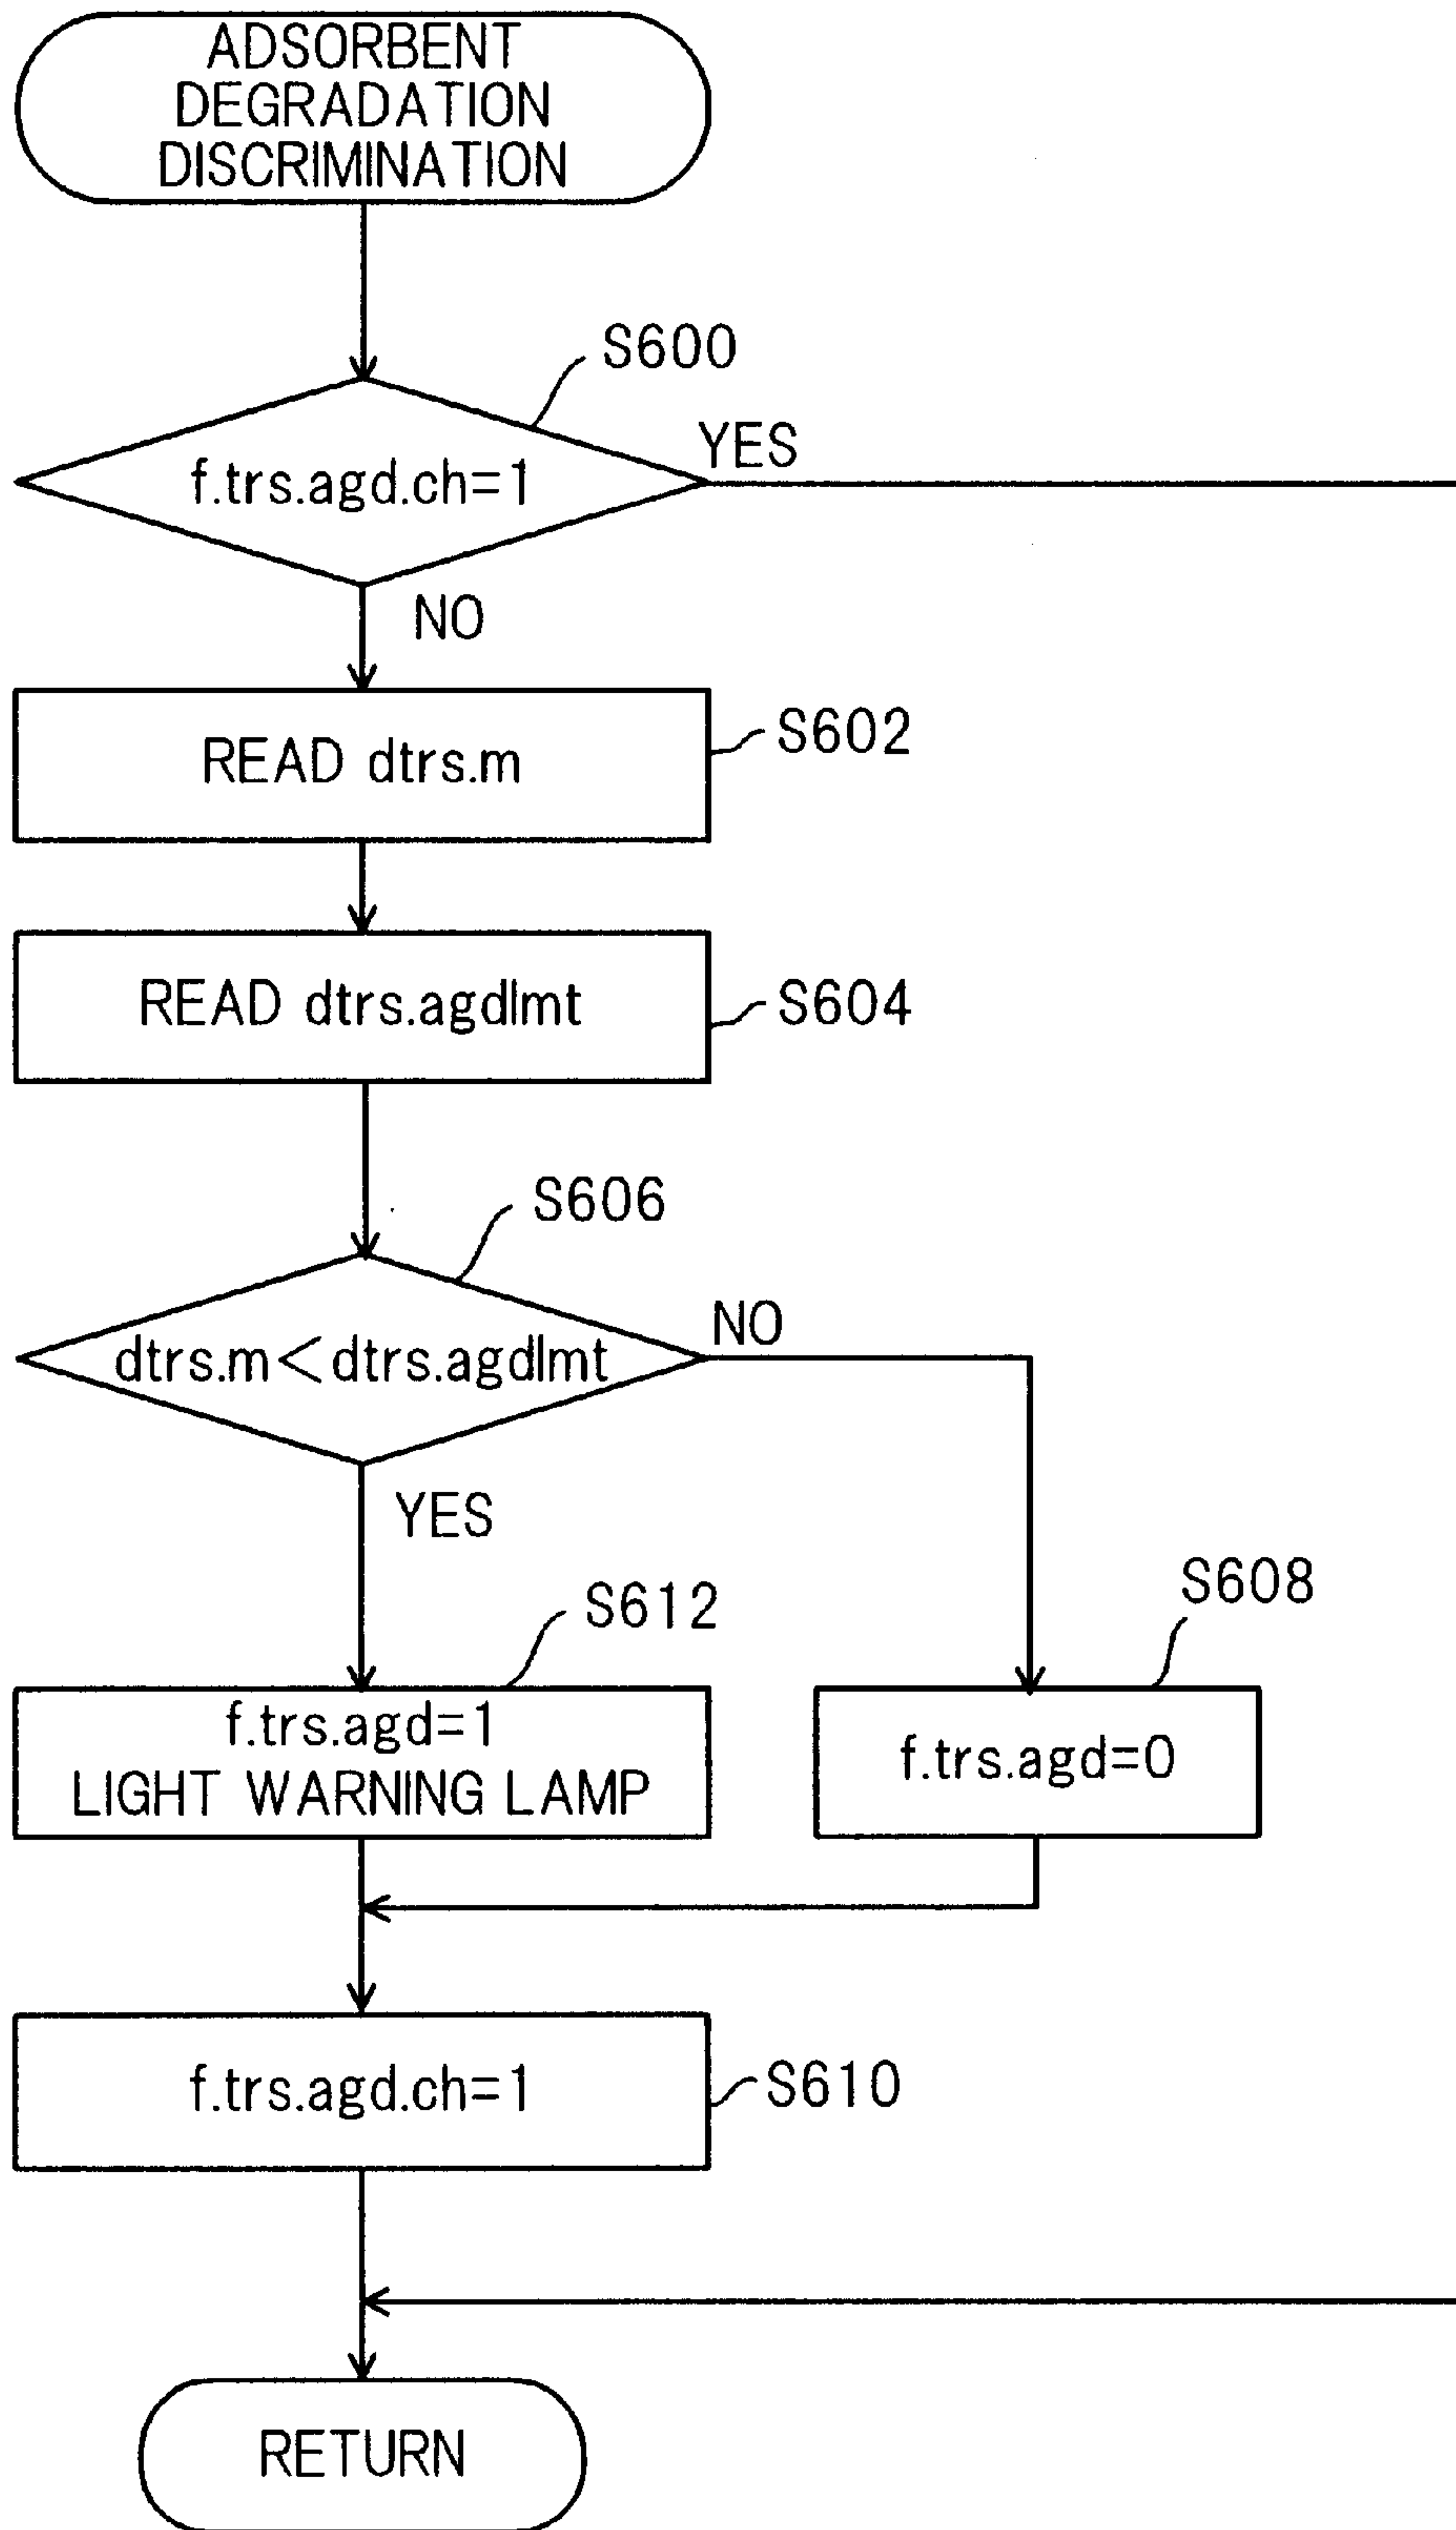 ADSORBENT
DEGRADATION
DISCRIMINATION
S600
f.trs.agd.ch=1
YES
NO
READ dtrs.m
S602
READ dtrs.agdlmt
S604
S606
dtrs.m<dtrs.agdlmt
NO
YES
S612
S608
f.trs.agd=1
LIGHT WARNING LAMP
f.trs.agd=0
f.trs.agd.ch=1
S610
RETURN